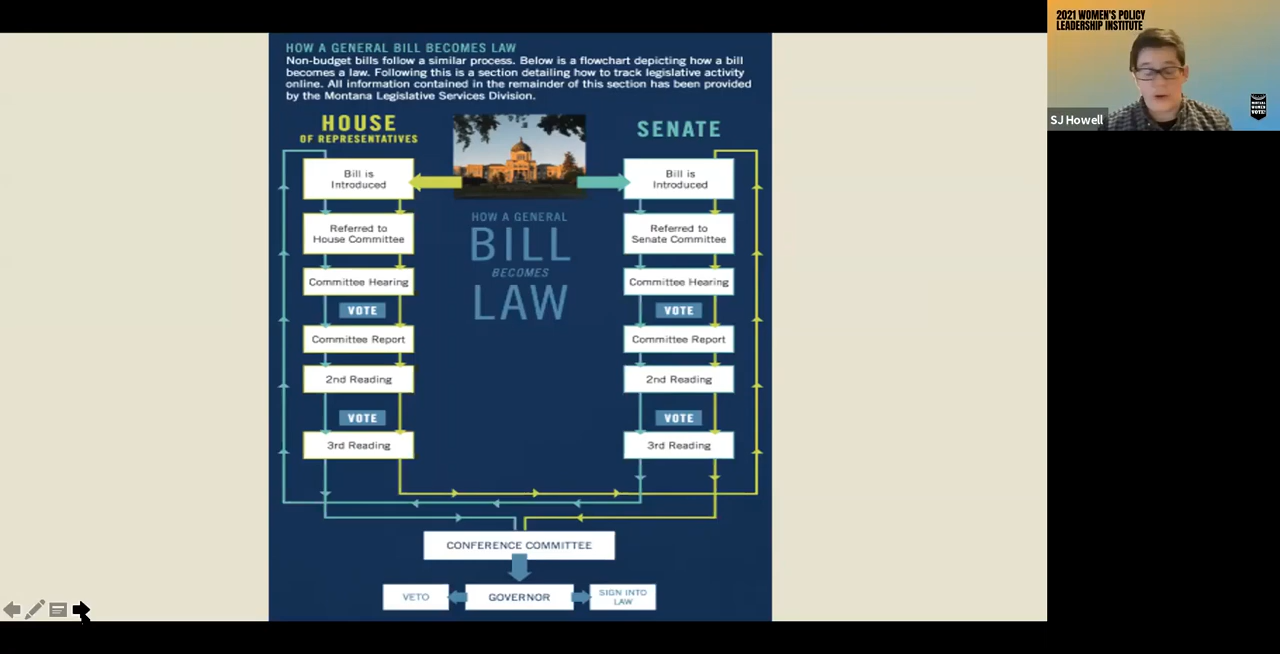 HOW A GENERAL BILL BECOMES LAW
Non-budget bills follow a similar process. Below is a flowchart depicting how a bill
becomes a law. Following this is a section detailing how to track legislative activity
online. All information contained in the remainder of this section has been provided
by the Montana Legislative Services Division.
HOUSE
OF REPRESENTATIVES
Bill is
Introduced
Referred to
House Committee
Committee Hearing
VOTE
Committee Report
2nd Reading
VOTE
3rd Reading
HOW A GENERAL
BILL
BECOMES
LAW
SENATE
Bill is
Introduced
Referred to
Senate Committee
Committee Hearing
VOTE
Committee Report
2nd Reading
VOTE
3rd Reading
CONFERENCE COMMITTEE
VETO
GOVERNOR
SIGN INTO
LAW
2021 WOMEN'S POLICY
LEADERSHIP INSTITUTE
SJ Howell
MONTANA
WOMEN
VOTE!